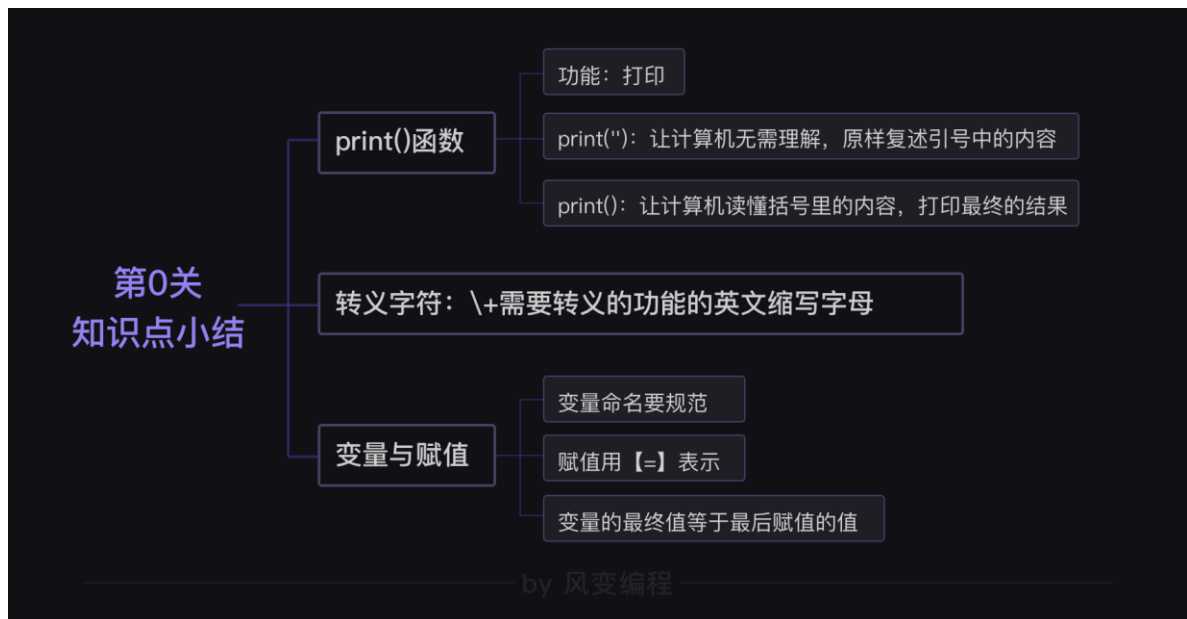 第0关
知识点小结
print()函数
功能：打印
print('')：让计算机无需理解，原样复述引号中的内容
print()：让计算机读懂括号里的内容，打印最终的结果
转义字符：\+需要转义的功能的英文缩写字母
变量与赋值
变量命名要规范
赋值用【=】表示
变量的最终值等于最后赋值的值
by 风变编程